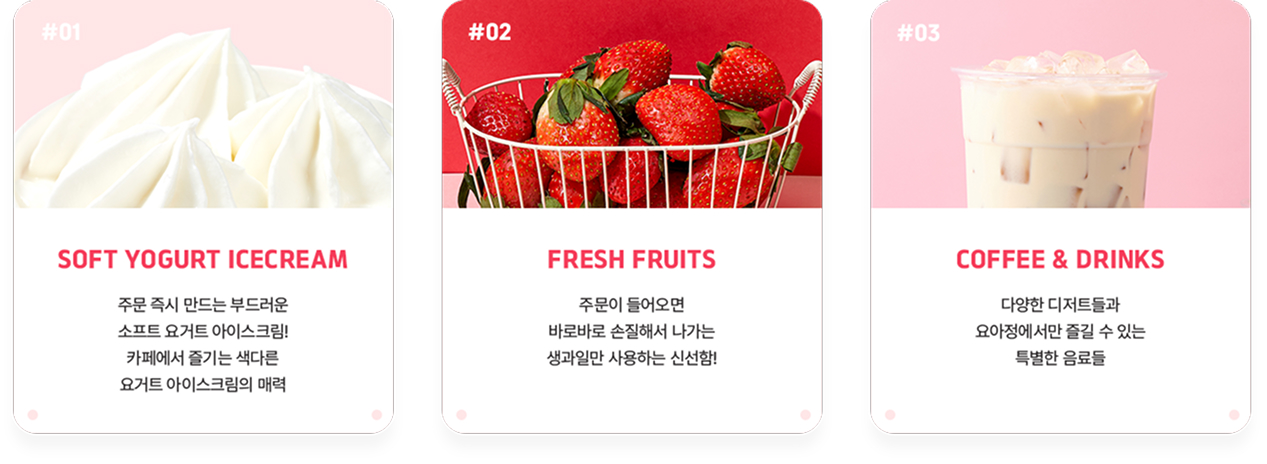 #01
SOFT YOGURT ICECREAM
주문 즉시 만드는 부드러운
소프트 요거트 아이스크림!
카페에서 즐기는 색다른
요거트 아이스크림의 매력
#02
FRESH FRUITS
주문이 들어오면
바로바로 손질해서 나가는
생과일만 사용하는 신선함!
#03
COFFEE & DRINKS
다양한 디저트들과
요아정에서만 즐길 수 있는
특별한 음료들